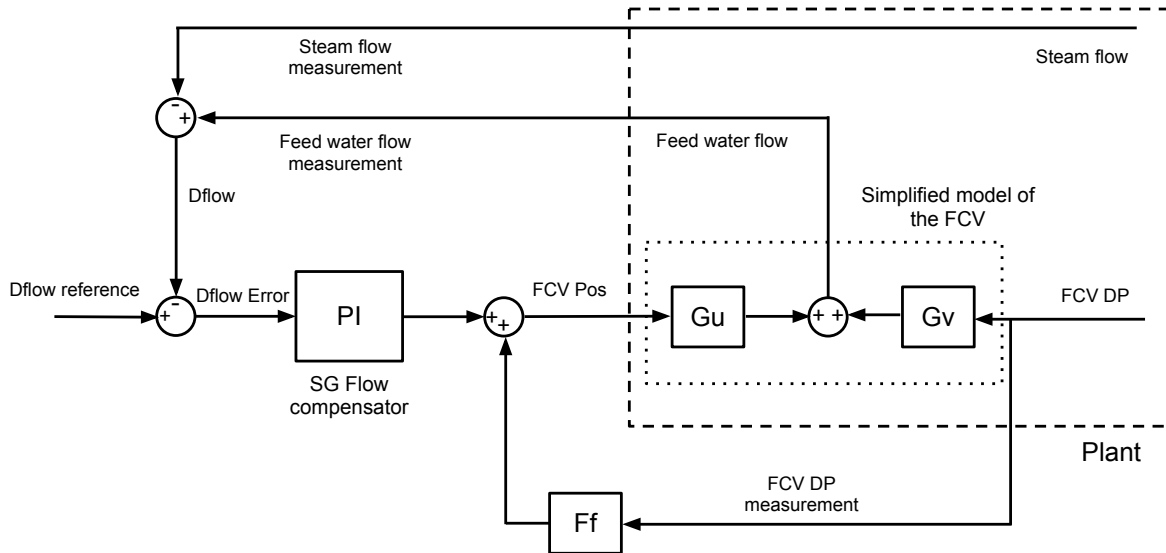 Steam flow
measurement
Steam flow
-
+
Feed water flow
measurement
Feed water flow
Dflow
Simplified model of
the FCV
Dflow reference
+
-
Dflow Error
PI
SG Flow
compensator
+
+
FCV Pos
Gu
+ +
Gv
FCV DP
Plant
FCV DP
measurement
Ff